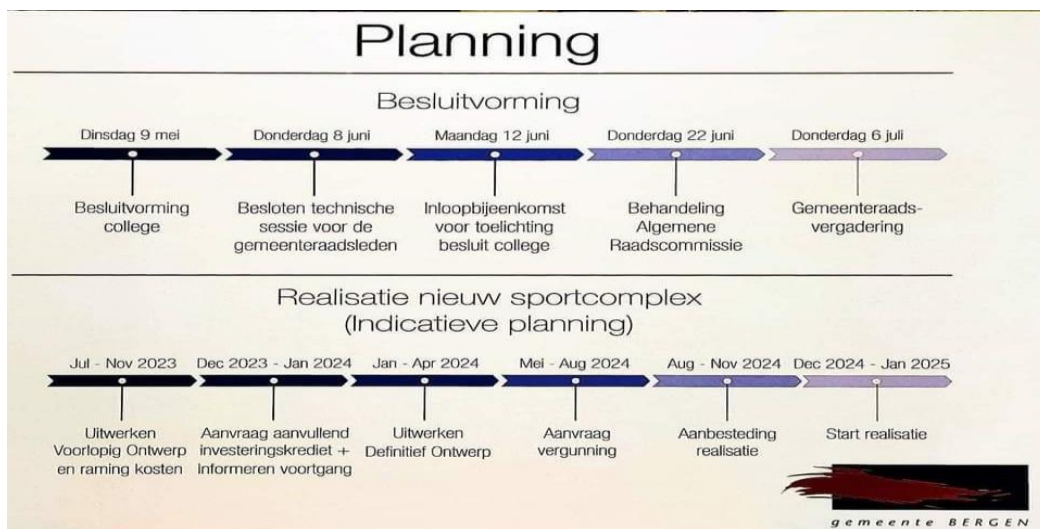 Planning
Besluitvorming
Dinsdag 9 mei
Donderdag 8 juni
Maandag 12 juni
Donderdag 22 juni
Donderdag 6 juli
Besluitvorming
college
Besloten technische
sessie voor de
gemeenteraadsleden
Inloopbijeenkomst
voor toelichting
besluit college
Behandeling
Algemene
Raadscommissie
Gemeenteraads-
vergadering
Realisatie nieuw sportcomplex
(Indicatieve planning)
Jul - Nov 2023
Dec 2023 - Jan 2024
Jan - Apr 2024
Mei - Aug 2024
Aug - Nov 2024
Dec 2024 - Jan 2025
Uitwerken
Voorlopig Ontwerp
en raming kosten
Aanvraag aanvullend
investeringskrediet +
Informeren voortgang
Uitwerken
Definitief Ontwerp
Aanvraag
vergunning
Aanbesteding
realisatie
Start realisatie
gemeente BERGEN